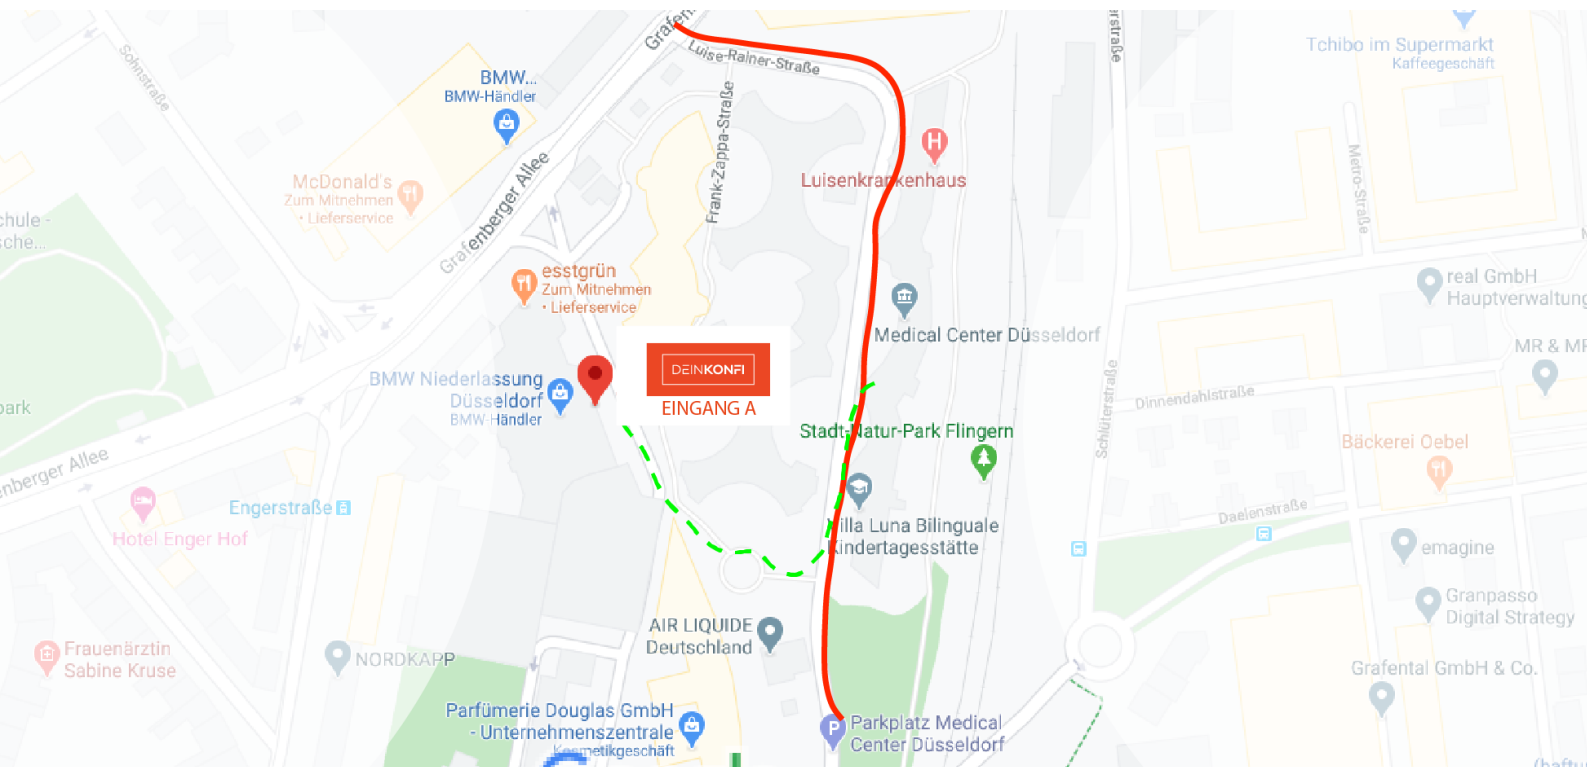 Grafen
Luise-Rainer-Straße
Sohnstraße
BMW...
BMW-Händler
Frank-Zappa-Straße
Tchibo im Supermarkt
Kaffeegeschäft
erstraße
McDonald's
Zum Mitnehmen
• Lieferservice
Grafenberger Allee
H
Luisenkrankenhaus
Metro-Straße
chule -
sche...
esstgrün
Zum Mitnehmen
• Lieferservice
real GmbH
Hauptverwaltung
Medical Center Düsseldorf
MR & MR
DEINKONFI
EINGANG A
BMW Niederlassung
Düsseldorf
BMW-Händler
park
Dinnendahlstraße
Schlüterstraße
Stadt-Natur-Park Flingern
Bäckerei Oebel
enberger Allee
Engerstraße
Hotel Enger Hof
Villa Luna Bilinguale
Kindertagesstätte
Daelenstraße
emagine
Granpasso
Digital Strategy
AIR LIQUIDE
Deutschland
Frauenärztin
Sabine Kruse
NORDKAPP
Grafental GmbH & Co.
Parfümerie Douglas GmbH
- Unternehmenszentrale
Kosmetikgeschäft
P
Parkplatz Medical
Center Düsseldorf
(haftu